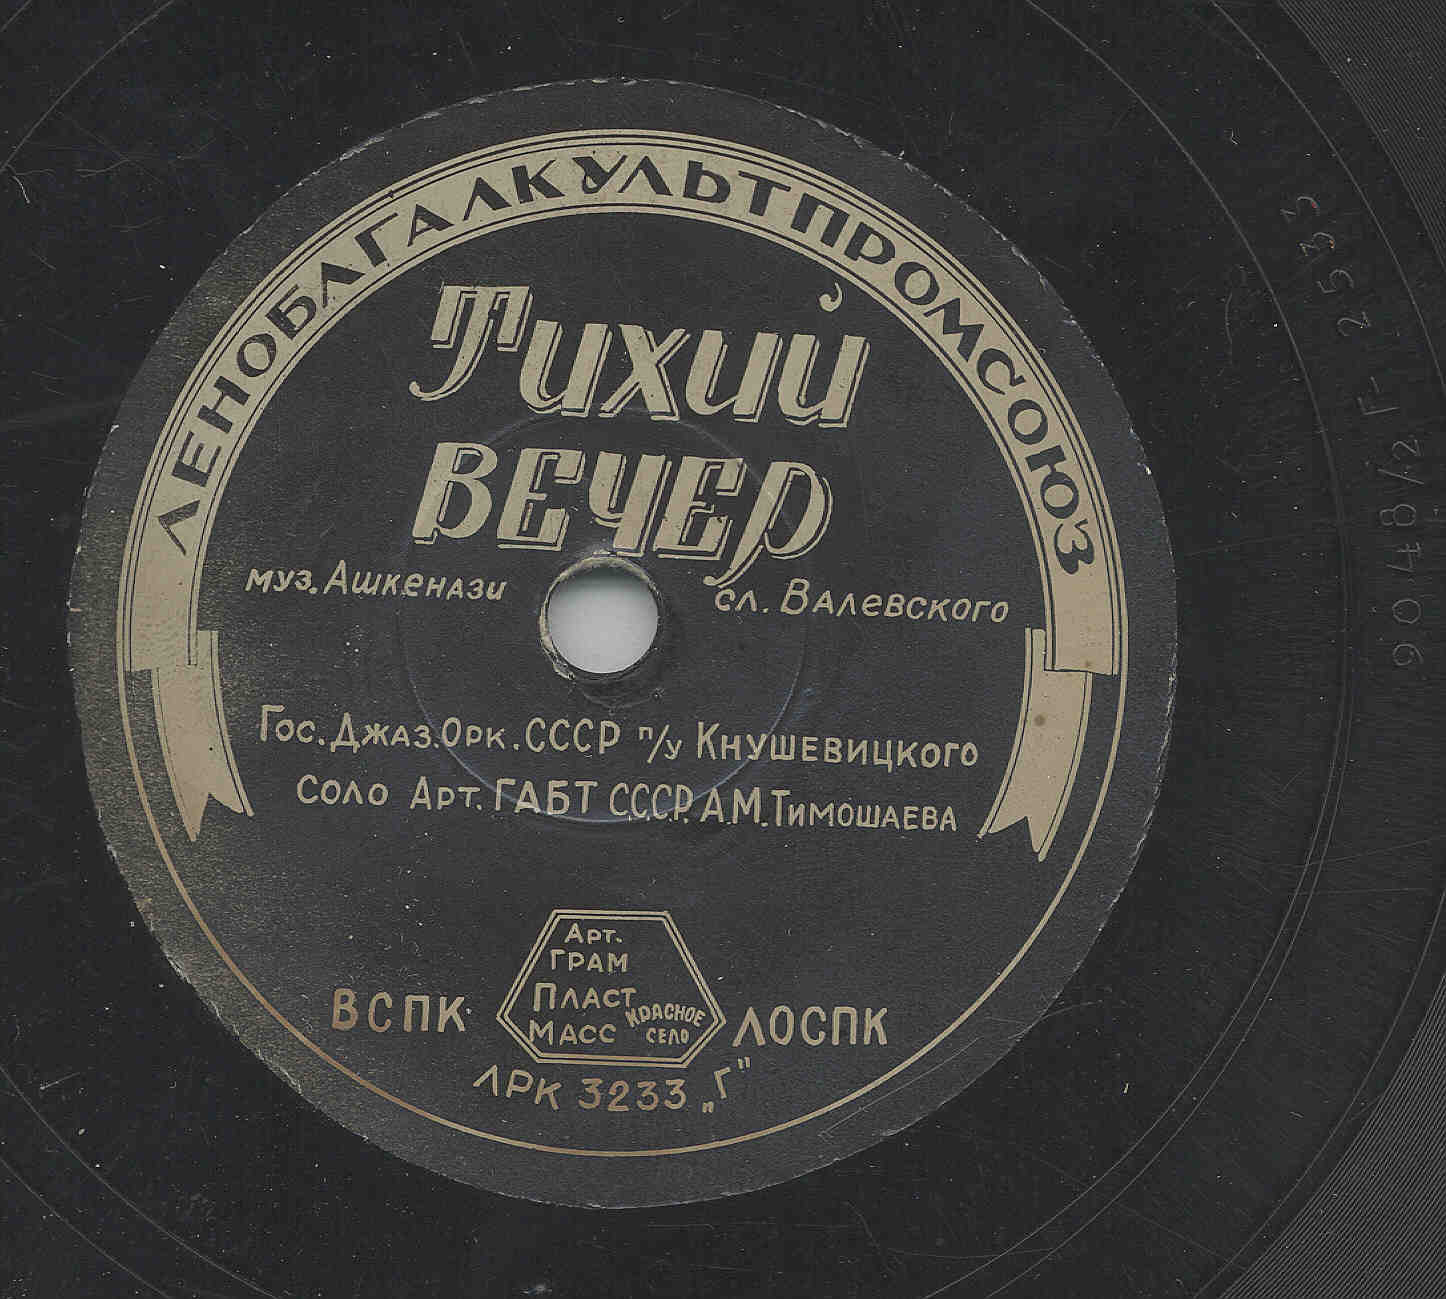 ЛЕНОБЛГАЛКУЛЬТПРОМСОЮЗ
Тихий
ВЕЧЕР
муз. Ашкенази сл. Валевского
Гос. Джаз. Орк. СССР п/у Кнушевицкого
соло Арт. ГАБТ СССР. А.М. Тимошаева
Арт.
ГРАМ
ПЛАСТ
МАСС
КРАСНОЕ
СЕЛО
ВСПК ЛОСПК
ЛРК 3233 „Г"
9048/2 Г-2533